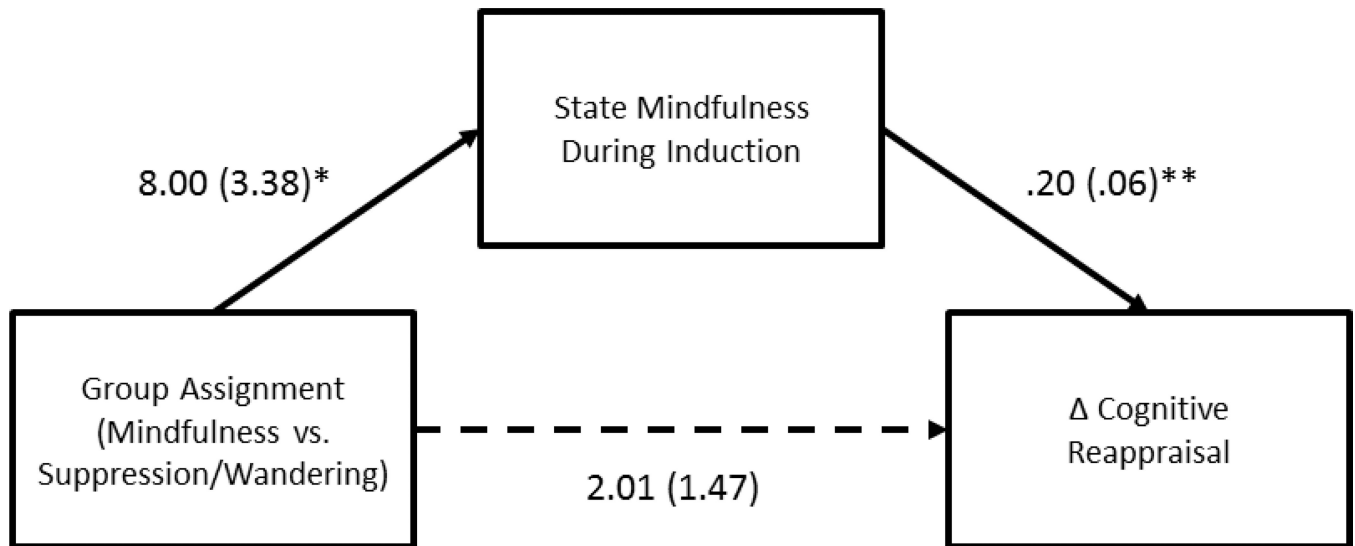 State Mindfulness
During Induction
8.00 (3.38)*
.20 (.06)**
Group Assignment
(Mindfulness vs.
Suppression/Wandering)
Δ Cognitive
Reappraisal
2.01 (1.47)